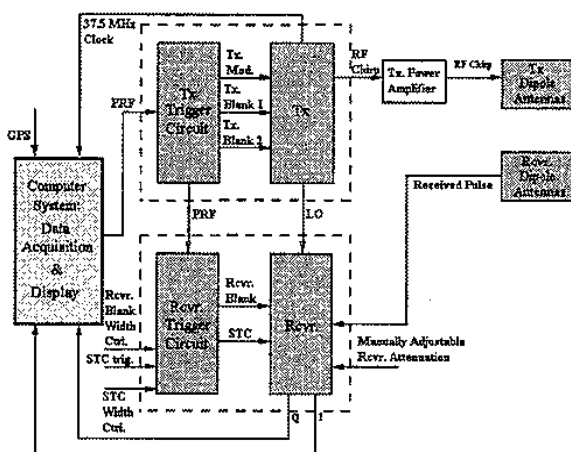 37.5 MHz
Clock
GPS
PRF
Computer
System:
Data
Acquisition
&
Display
Tx.
Trigger
Circuit
Tx.
Mod.
Tx.
Blank 1
Tx.
Blank 2
Tx
RF
Chirp
Tx. Power
Amplifier
RF Chirp
Tx
Dipole
Antennas
Rcvr.
Dipole
Antennas
Received Pulse
PRF
LO
Rcvr.
Blank
Width
Ctrl.
STC trig.
STC
Width
Ctrl.
Rcvr.
Trigger
Circuit
Rcvr.
Blank
STC
Rcvr.
Manually Adjustable
Rcvr. Attenuation
Q
I